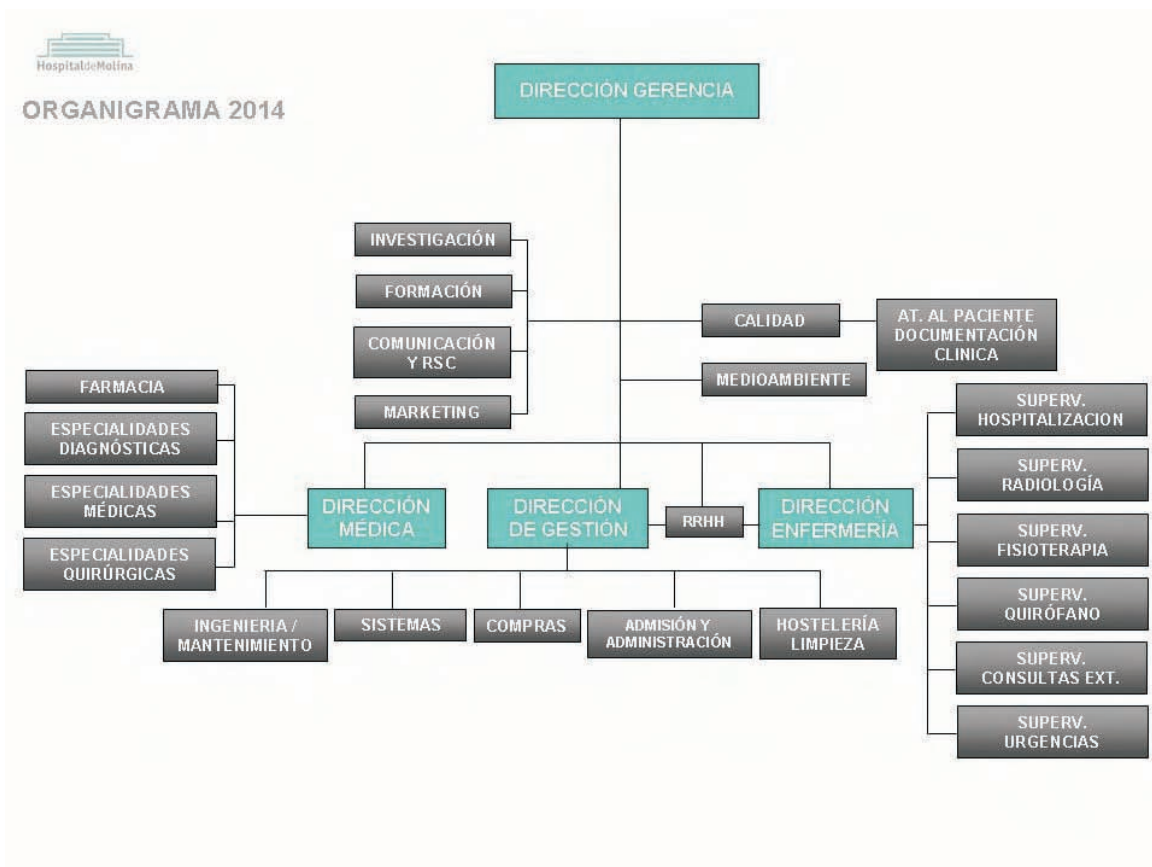 HospitaldeMolina
ORGANIGRAMA 2014
DIRECCIÓN GERENCIA
INVESTIGACIÓN
FORMACIÓN
COMUNICACIÓN
Y RSC
MARKETING
CALIDAD
AT. AL PACIENTE
DOCUMENTACIÓN
CLINICA
MEDIOAMBIENTE
FARMACIA
ESPECIALIDADES
DIAGNÓSTICAS
ESPECIALIDADES
MÉDICAS
ESPECIALIDADES
QUIRÚRGICAS
DIRECCIÓN
MÉDICA
DIRECCIÓN
DE GESTIÓN
RRHH
DIRECCIÓN
ENFERMERÍA
SUPERV.
HOSPITALIZACION
SUPERV.
RADIOLOGÍA
SUPERV.
FISIOTERAPIA
SUPERV.
QUIRÓFANO
SUPERV.
CONSULTAS EXT.
SUPERV.
URGENCIAS
INGENIERIA /
MANTENIMIENTO
SISTEMAS
COMPRAS
ADMISIÓN Y
ADMINISTRACIÓN
HOSTELERÍA
LIMPIEZA